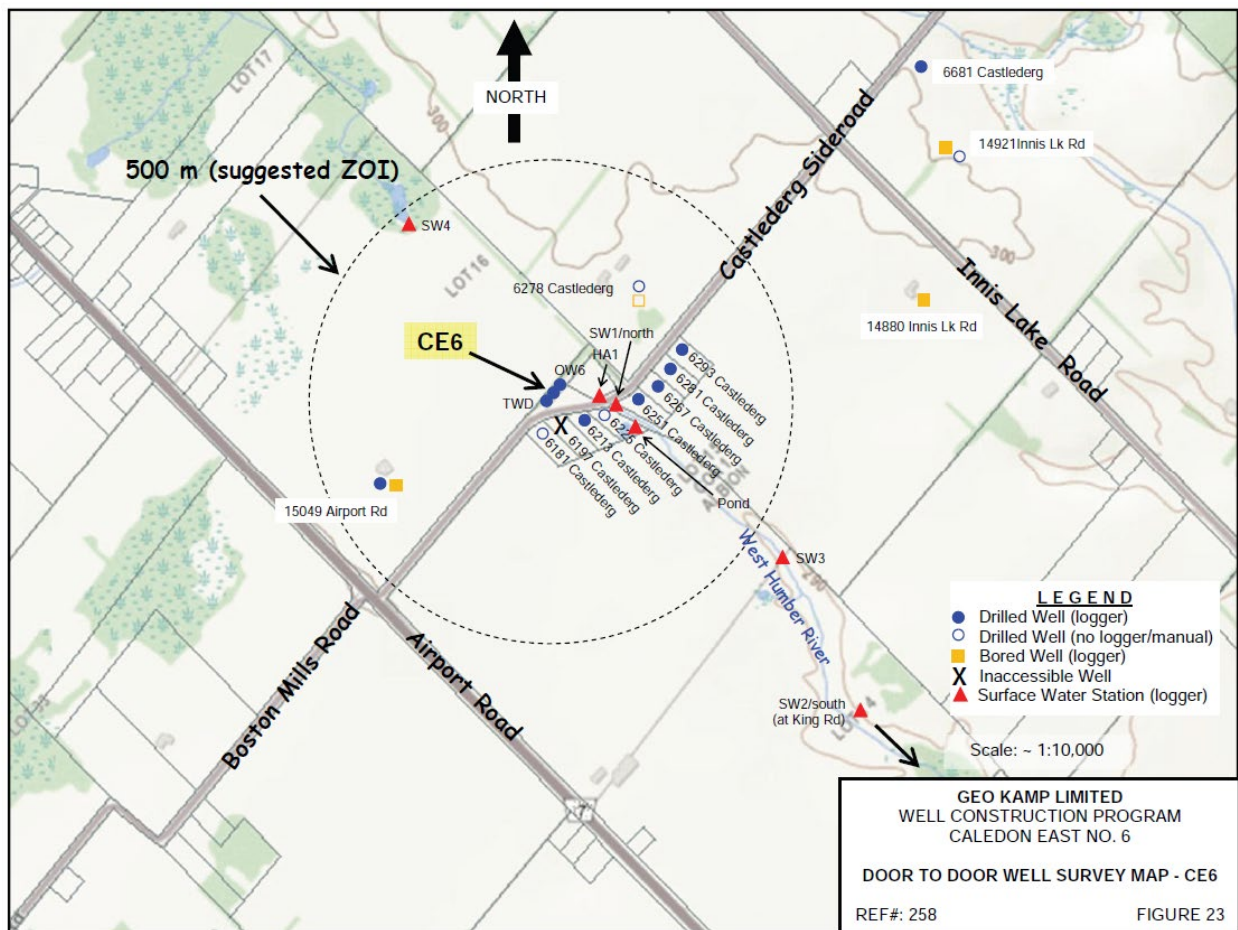 LOT 17
NORTH
6681 Castlederg
14921Innis Lk Rd
500 m (suggested ZOI)
Castlederg Sideroad
300
300
SW4
LOT 16
6278 Castlederg
Innis Lake Road
14880 Innis Lk Rd
SW1/north
CE6
HA1
OW6
TWD
6293 Castlederg
6281 Castlederg
6267 Castlederg
6251 Castlederg
6225 Castlederg
6213 Castlederg
6197 Castlederg
6181 Castlederg
X
ALBION
15049 Airport Rd
Pond
SW3
290
West Humber River
Boston Mills Road
Airport Road
7
SW2/south
(at King Rd)
LEGEND
Drilled Well (logger)
Drilled Well (no logger/manual)
Bored Well (logger)
X Inaccessible Well
Surface Water Station (logger)
Scale: ~ 1:10,000
GEO KAMP LIMITED
WELL CONSTRUCTION PROGRAM
CALEDON EAST NO. 6
DOOR TO DOOR WELL SURVEY MAP - CE6
REF#: 258 FIGURE 23